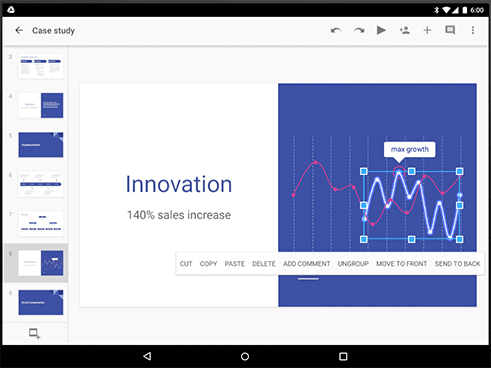 6:00
Case study
3
4
5
6
7
8
9
Innovation
140% sales increase
max growth
CUT COPY PASTE DELETE ADD COMMENT UNGROUP MOVE TO FRONT SEND TO BACK